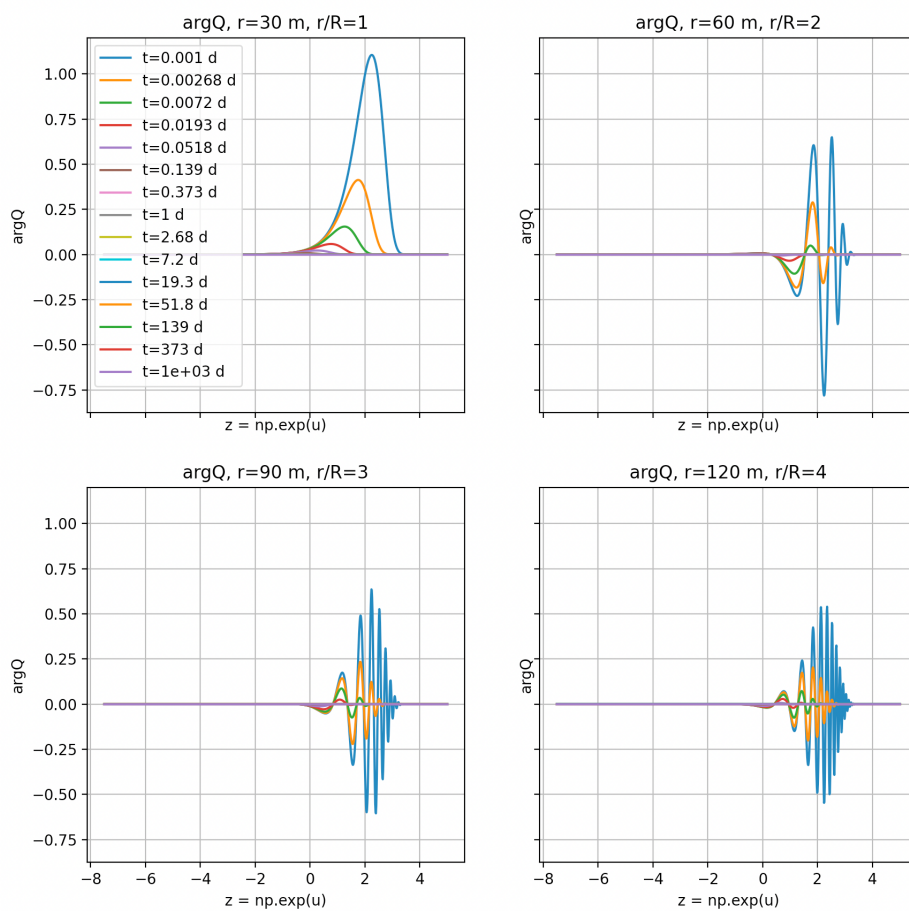 argQ, r=30 m, r/R=1
argQ
1.00
0.75
0.50
0.25
0.00
−0.25
−0.50
−0.75
t=0.001 d
t=0.00268 d
t=0.0072 d
t=0.0193 d
t=0.0518 d
t=0.139 d
t=0.373 d
t=1 d
t=2.68 d
t=7.2 d
t=19.3 d
t=51.8 d
t=139 d
t=373 d
t=1e+03 d
z = np.exp(u)
argQ, r=60 m, r/R=2
argQ
z = np.exp(u)
argQ, r=90 m, r/R=3
argQ
1.00
0.75
0.50
0.25
0.00
−0.25
−0.50
−0.75
−8 −6 −4 −2 0 2 4
z = np.exp(u)
argQ, r=120 m, r/R=4
argQ
−8 −6 −4 −2 0 2 4
z = np.exp(u)